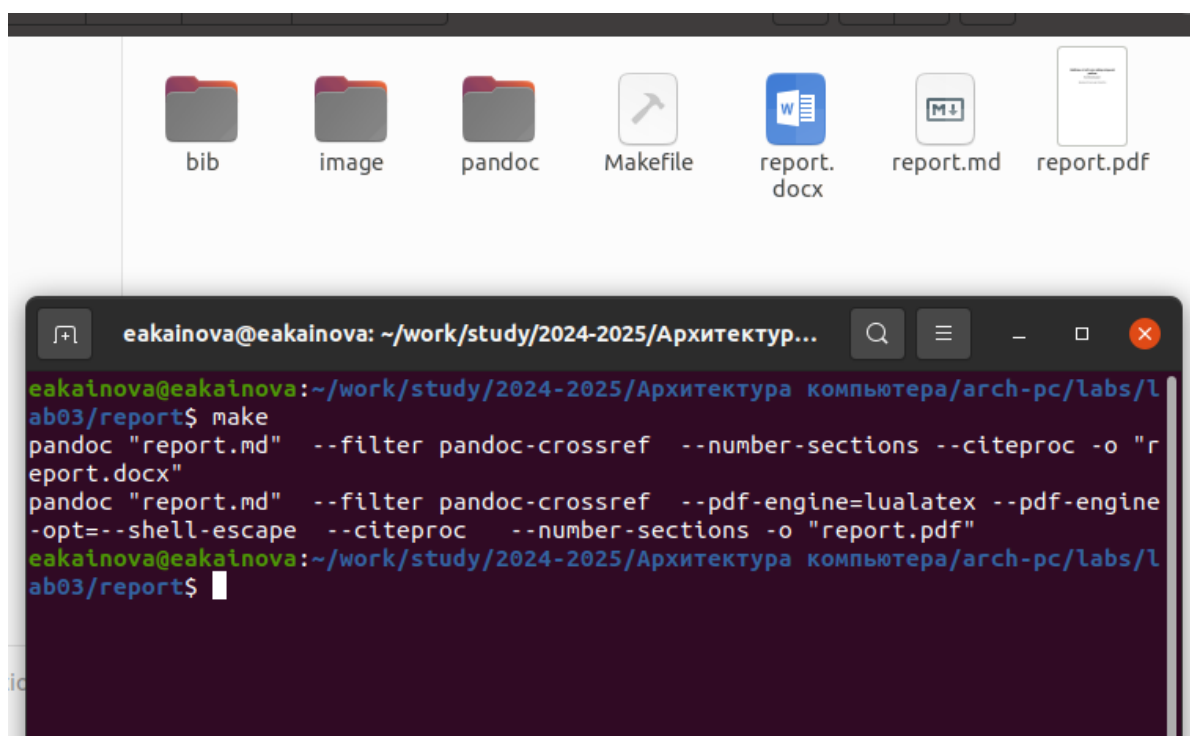 bib
image
pandoc
Makefile
report.
docx
report.md
report.pdf
eakainova@eakainova: ~/work/study/2024-2025/Архитектур...
eakainova@eakainova:~/work/study/2024-2025/Архитектура компьютера/arch-pc/labs/l
ab03/report$ make
pandoc "report.md"  --filter pandoc-crossref  --number-sections --citeproc -o "r
eport.docx"
pandoc "report.md"  --filter pandoc-crossref  --pdf-engine=lualatex --pdf-engine
-opt=--shell-escape  --citeproc   --number-sections -o "report.pdf"
eakainova@eakainova:~/work/study/2024-2025/Архитектура компьютера/arch-pc/labs/l
ab03/report$